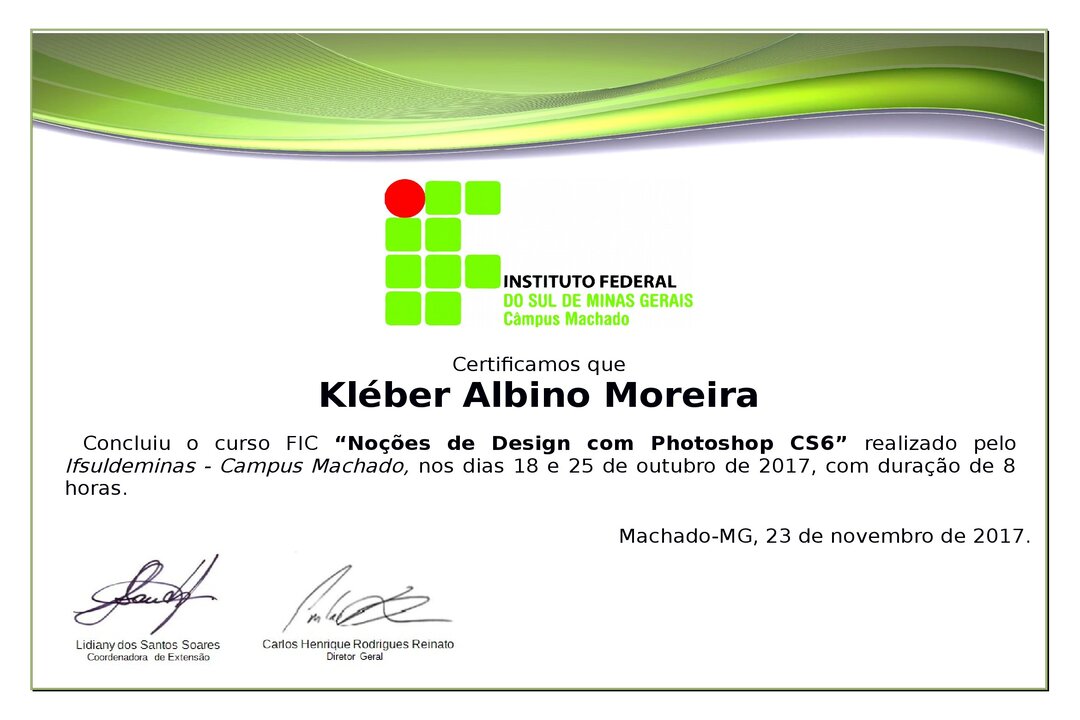 INSTITUTO FEDERAL
DO SUL DE MINAS GERAIS
Câmpus Machado
Certificamos que
Kléber Albino Moreira
Concluiu o curso FIC “Noções de Design com Photoshop CS6” realizado pelo
Ifsuldeminas - Campus Machado, nos dias 18 e 25 de outubro de 2017, com duração de 8
horas.
Machado-MG, 23 de novembro de 2017.
Lidiany dos Santos Soares
Coordenadora de Extensão
Carlos Henrique Rodrigues Reinato
Diretor Geral